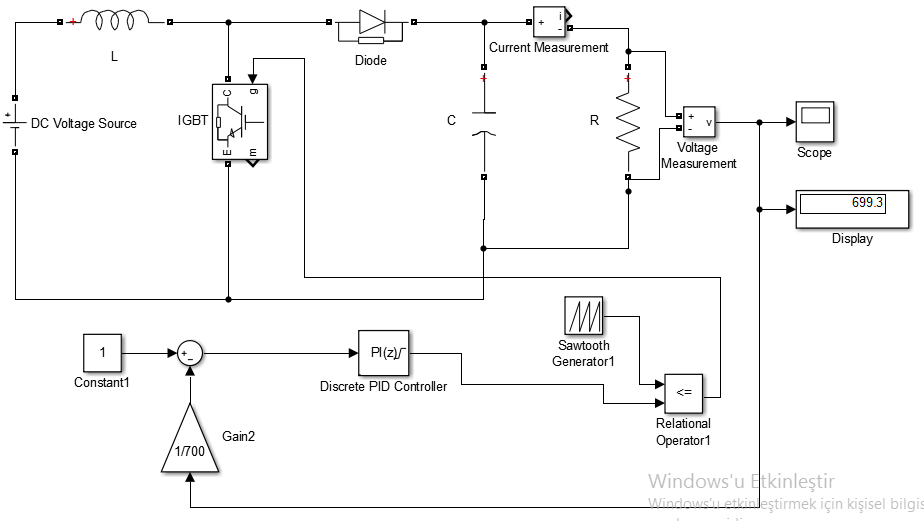 L
Diode
i
+
-
Current Measurement
+
DC Voltage Source
IGBT
C
g
E
m
C
R
+
-
v
Voltage
Measurement
Scope
699.3
Display
1
Constant1
+
-
PI(z)
Discrete PID Controller
Sawtooth
Generator1
<=
Relational
Operator1
1/700
Gain2
Windows'u Etkinleştir
Windows'u etkinleştirmek için kişisel bilgis